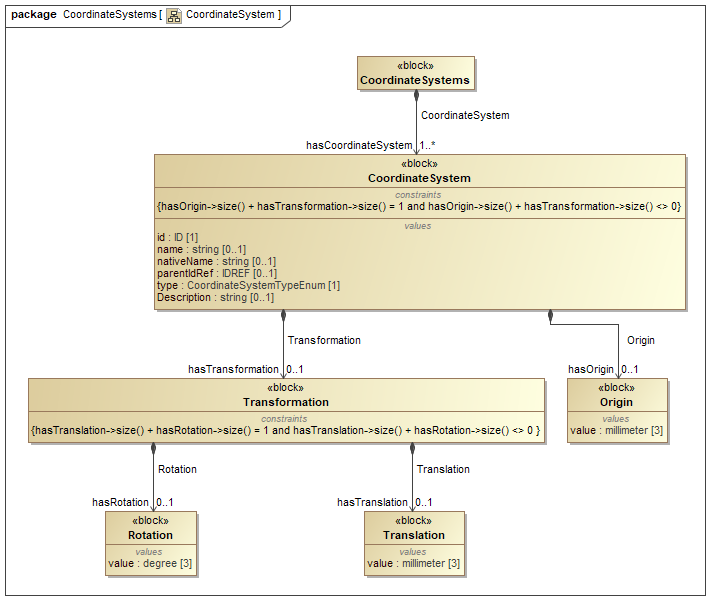 package CoordinateSystems [ CoordinateSystem ]
«block»
CoordinateSystems
CoordinateSystem
hasCoordinateSystem 1..*
«block»
CoordinateSystem
constraints
{hasOrigin->size() + hasTransformation->size() = 1 and hasOrigin->size() + hasTransformation->size() <> 0}
values
id : ID [1]
name : string [0..1]
nativeName : string [0..1]
parentIdRef : IDREF [0..1]
type : CoordinateSystemTypeEnum [1]
Description : string [0..1]
Transformation
Origin
hasTransformation 0..1
hasOrigin 0..1
«block»
Transformation
constraints
{hasTranslation->size() + hasRotation->size() = 1 and hasTranslation->size() + hasRotation->size() <> 0 }
«block»
Origin
values
value : millimeter [3]
Rotation
Translation
hasRotation 0..1
hasTranslation 0..1
«block»
Rotation
values
value : degree [3]
«block»
Translation
values
value : millimeter [3]